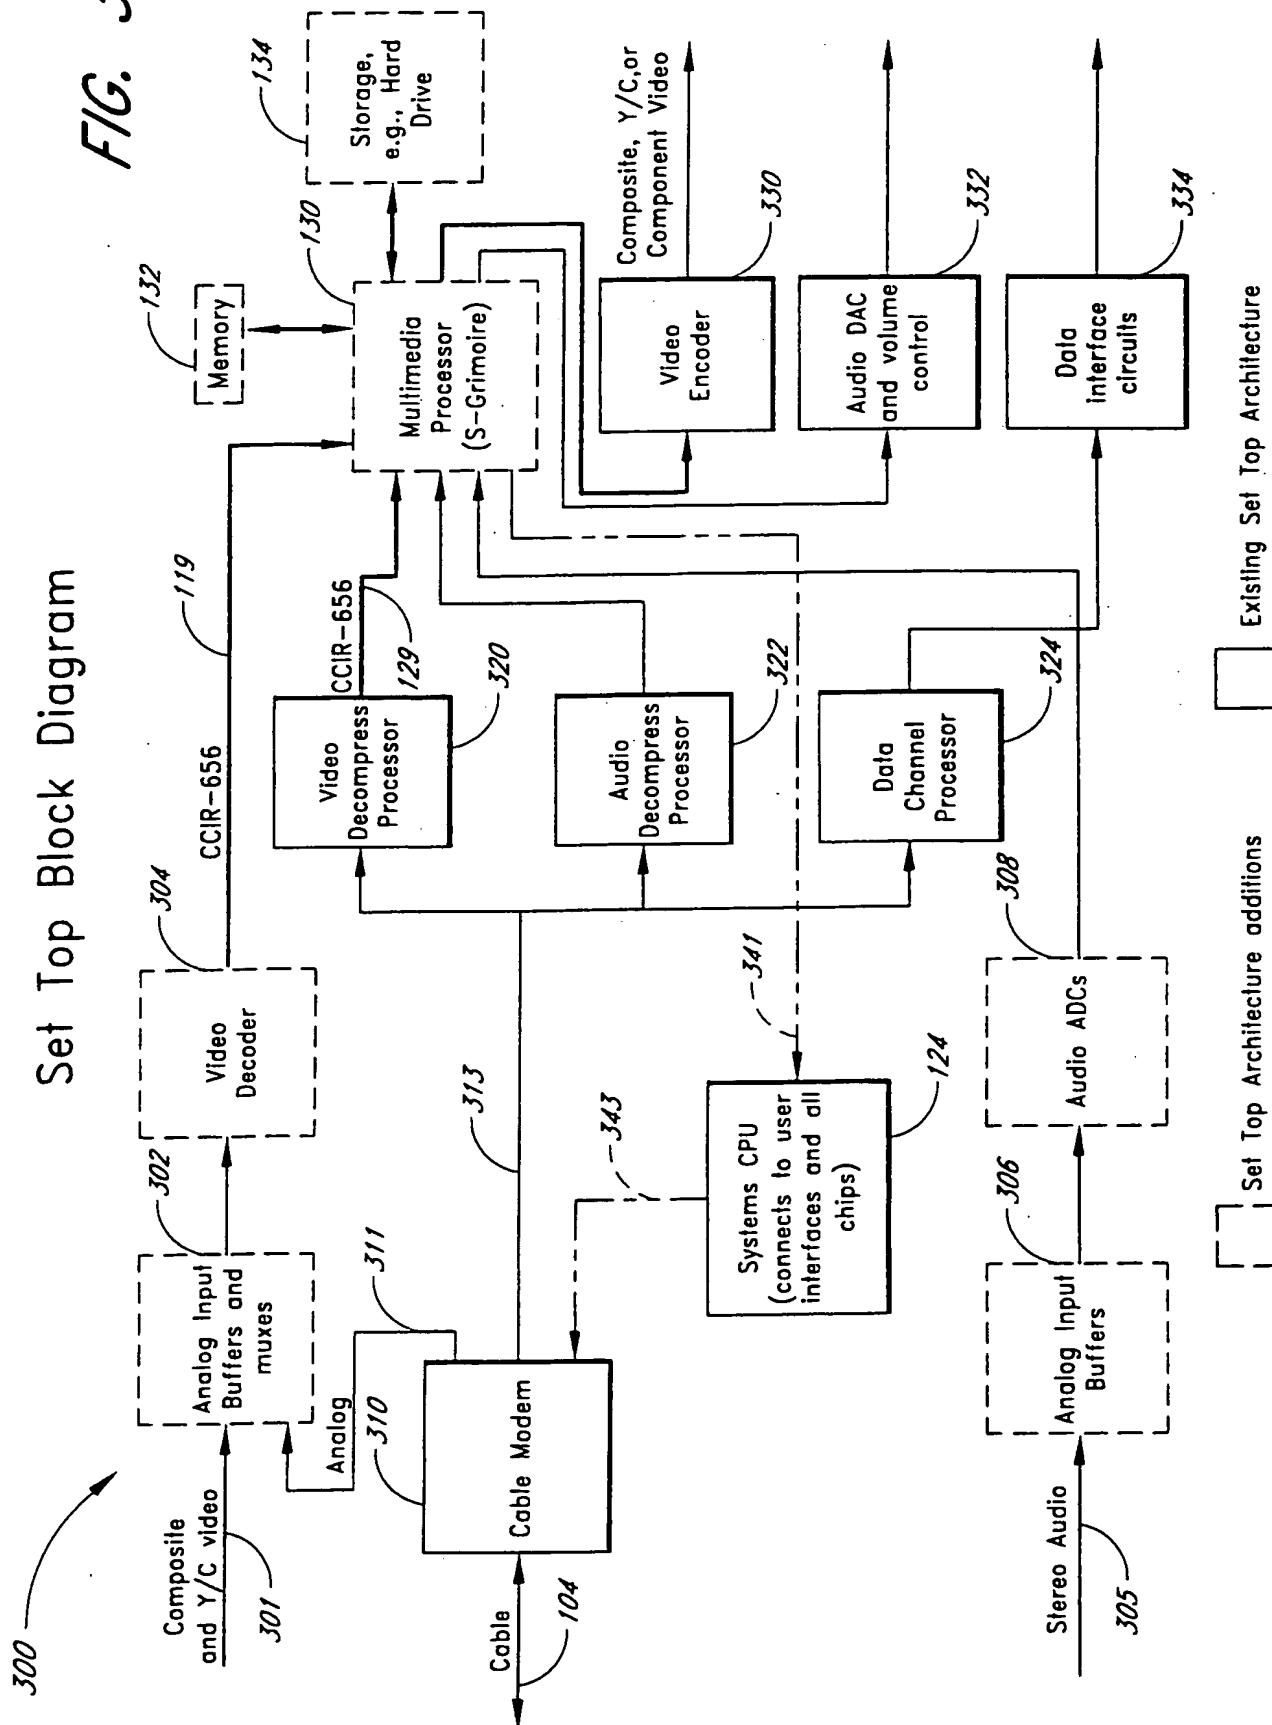 FIG. 3
Set Top Block Diagram
300
Composite
and Y/C video
301
Analog Input
Buffers and
muxes
302
Video
Decoder
304
CCIR-656
119
Memory
132
130
Storage,
e.g., Hard
Drive
134
Multimedia
Processor
(S-Grimoire)
Cable
104
Cable Modem
310
Analog
311
313
Video
Decompress
Processor
320
CCIR-656
129
Audio
Decompress
Processor
322
Data
Channel
Processor
324
Composite, Y/C,or
Component Video
Video
Encoder
330
Audio DAC
and volume
control
332
Data
interface
circuits
334
343
341
Systems CPU
(connects to user
interfaces and all
chips)
124
Stereo Audio
305
Analog Input
Buffers
306
Audio ADCs
308
Set Top Architecture additions
Existing Set Top Architecture